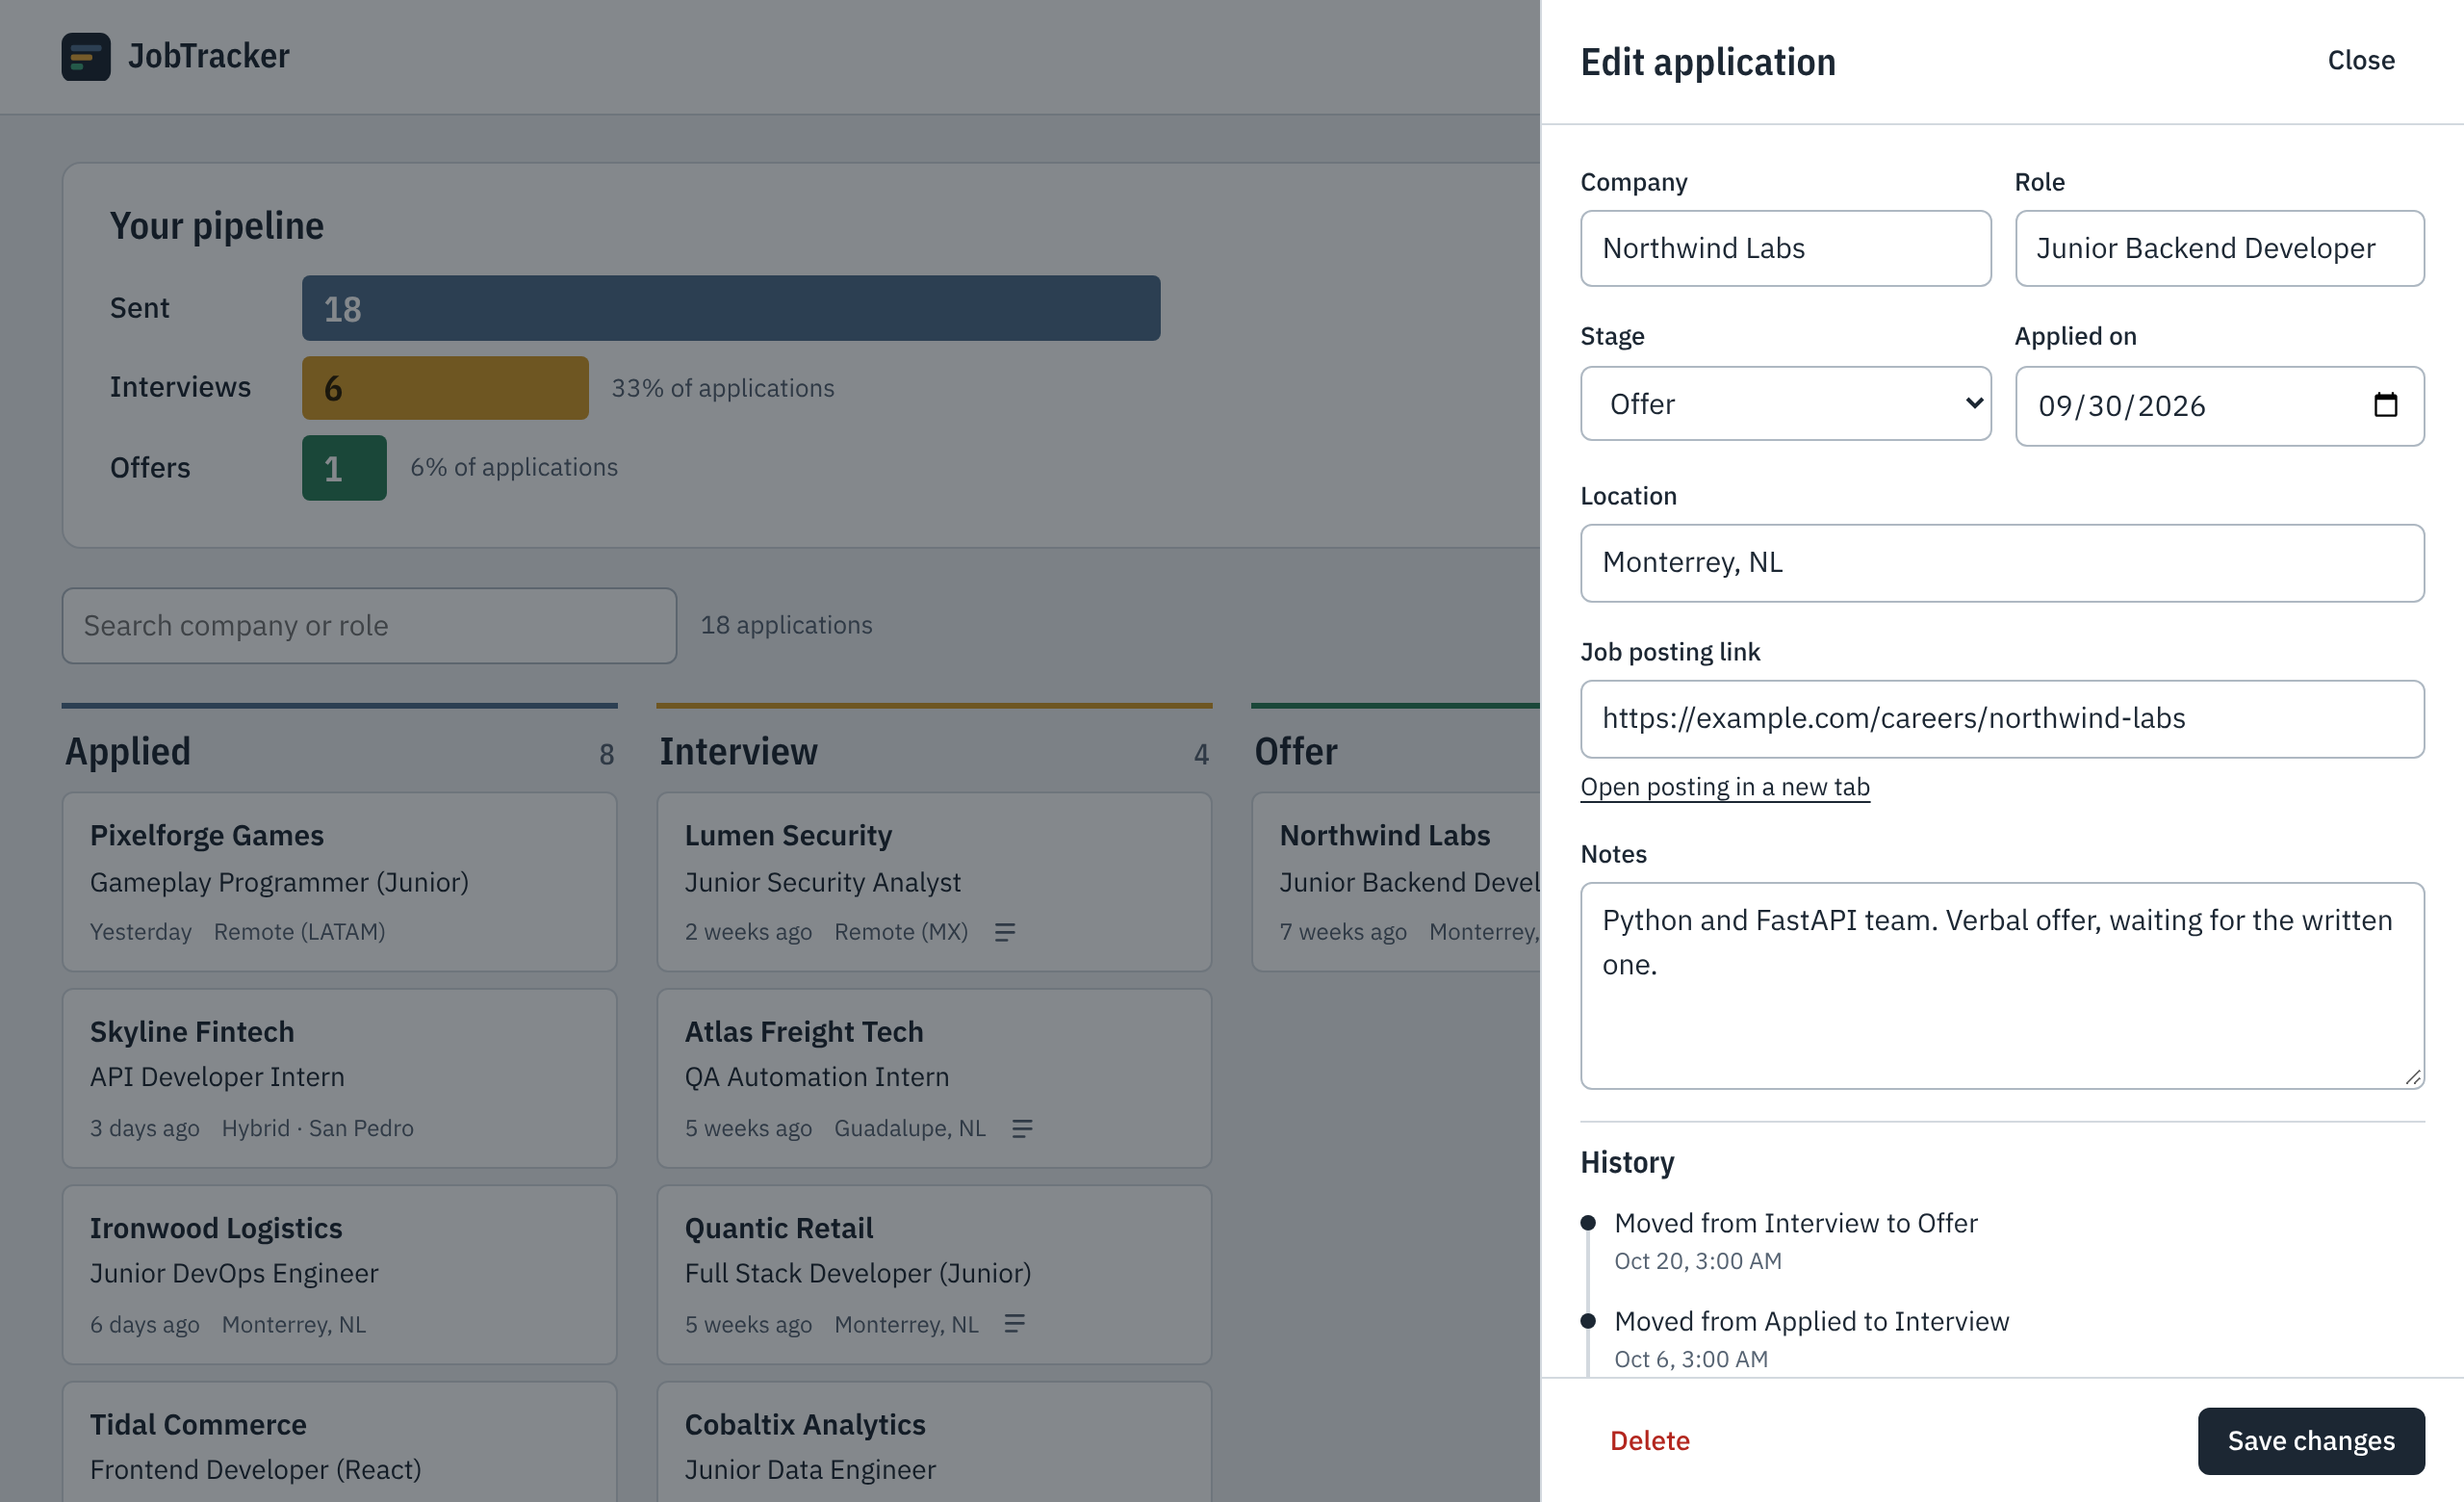 JobTracker
Your pipeline
Sent
18
Interviews
6
33% of applications
Offers
1
6% of applications
Search company or role
18 applications
Applied
8
Pixelforge Games
Gameplay Programmer (Junior)
Yesterday Remote (LATAM)
Skyline Fintech
API Developer Intern
3 days ago Hybrid · San Pedro
Ironwood Logistics
Junior DevOps Engineer
6 days ago Monterrey, NL
Tidal Commerce
Frontend Developer (React)
Interview
4
Lumen Security
Junior Security Analyst
2 weeks ago Remote (MX)
Atlas Freight Tech
QA Automation Intern
5 weeks ago Guadalupe, NL
Quantic Retail
Full Stack Developer (Junior)
5 weeks ago Monterrey, NL
Cobaltix Analytics
Junior Data Engineer
Offer
Northwind Labs
Junior Backend Devel
7 weeks ago Monterrey,
Edit application
Close
Company
Northwind Labs
Role
Junior Backend Developer
Stage
Offer
Applied on
09/30/2026
Location
Monterrey, NL
Job posting link
https://example.com/careers/northwind-labs
Open posting in a new tab
Notes
Python and FastAPI team. Verbal offer, waiting for the written
one.
History
Moved from Interview to Offer
Oct 20, 3:00 AM
Moved from Applied to Interview
Oct 6, 3:00 AM
Delete
Save changes